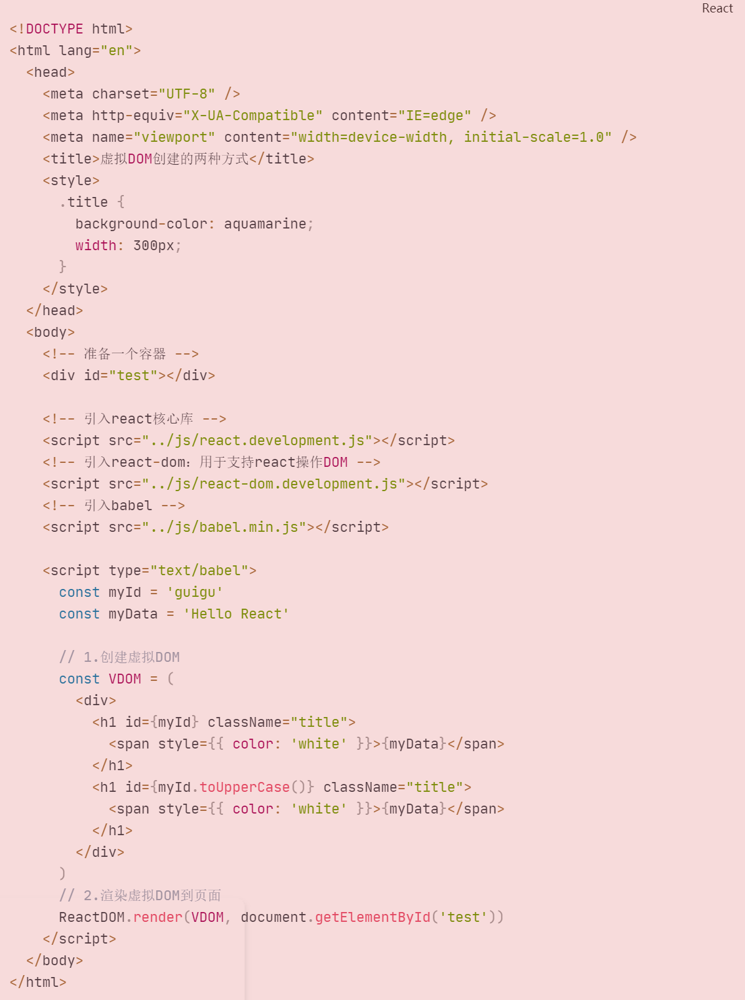 React
<!DOCTYPE html>
<html lang="en">
  <head>
    <meta charset="UTF-8" />
    <meta http-equiv="X-UA-Compatible" content="IE=edge" />
    <meta name="viewport" content="width=device-width, initial-scale=1.0" />
    <title>虚拟DOM创建的两种方式</title>
    <style>
      .title {
        background-color: aquamarine;
        width: 300px;
      }
    </style>
  </head>
  <body>
    <!-- 准备一个容器 -->
    <div id="test"></div>

    <!-- 引入react核心库 -->
    <script src="../js/react.development.js"></script>
    <!-- 引入react-dom：用于支持react操作DOM -->
    <script src="../js/react-dom.development.js"></script>
    <!-- 引入babel -->
    <script src="../js/babel.min.js"></script>

    <script type="text/babel">
      const myId = 'guigu'
      const myData = 'Hello React'

      // 1.创建虚拟DOM
      const VDOM = (
        <div>
          <h1 id={myId} className="title">
            <span style={{ color: 'white' }}>{myData}</span>
          </h1>
          <h1 id={myId.toUpperCase()} className="title">
            <span style={{ color: 'white' }}>{myData}</span>
          </h1>
        </div>
      )
      // 2.渲染虚拟DOM到页面
      ReactDOM.render(VDOM, document.getElementById('test'))
    </script>
  </body>
</html>